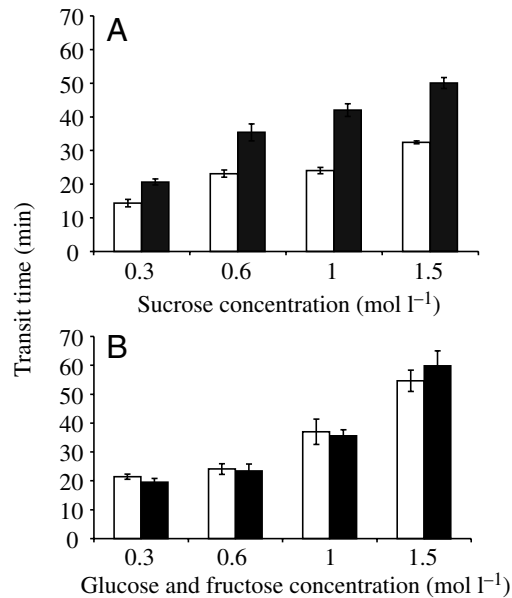 A
70
60
50
40
30
20
10
0
0.3 0.6 1 1.5
Sucrose concentration (mol l⁻¹)
Transit time (min)
B
70
60
50
40
30
20
10
0
0.3 0.6 1 1.5
Glucose and fructose concentration (mol l⁻¹)